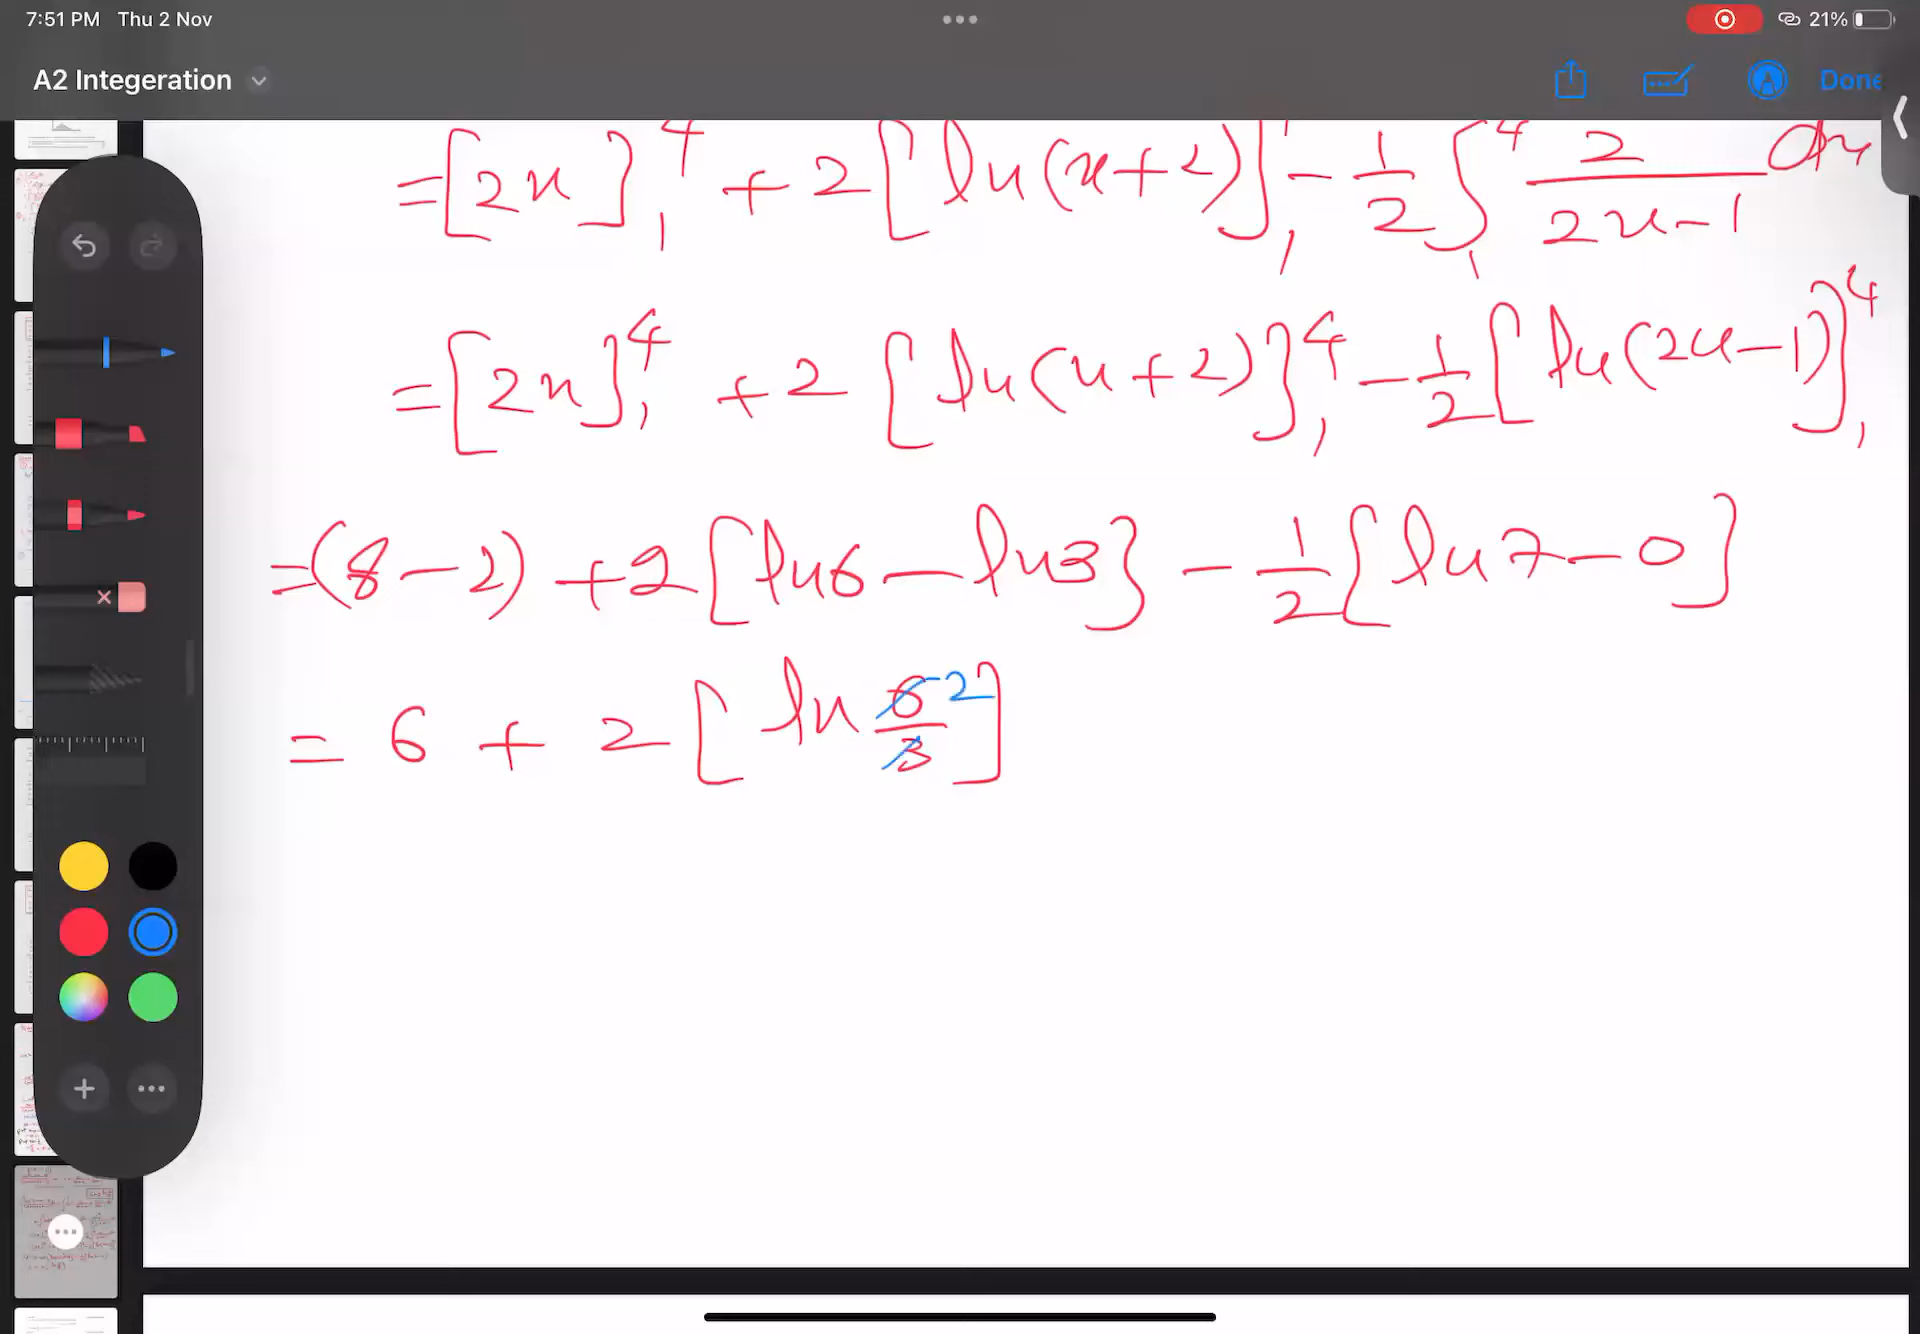 7:51 PM Thu 2 Nov
21%
A2 Integeration
Done
=[2x]₁⁴ + 2[ln(x+2)]₁ - 1/2 ∫₁⁴ 2/(2x-1) dx
=[2x]₁⁴ + 2[ln(x+2)]₁⁴ - 1/2[ln(2x-1)]₁⁴
=(8-2) + 2[ln6 - ln3] - 1/2[ln7 - 0]
= 6 + 2[ln 6/3 2]